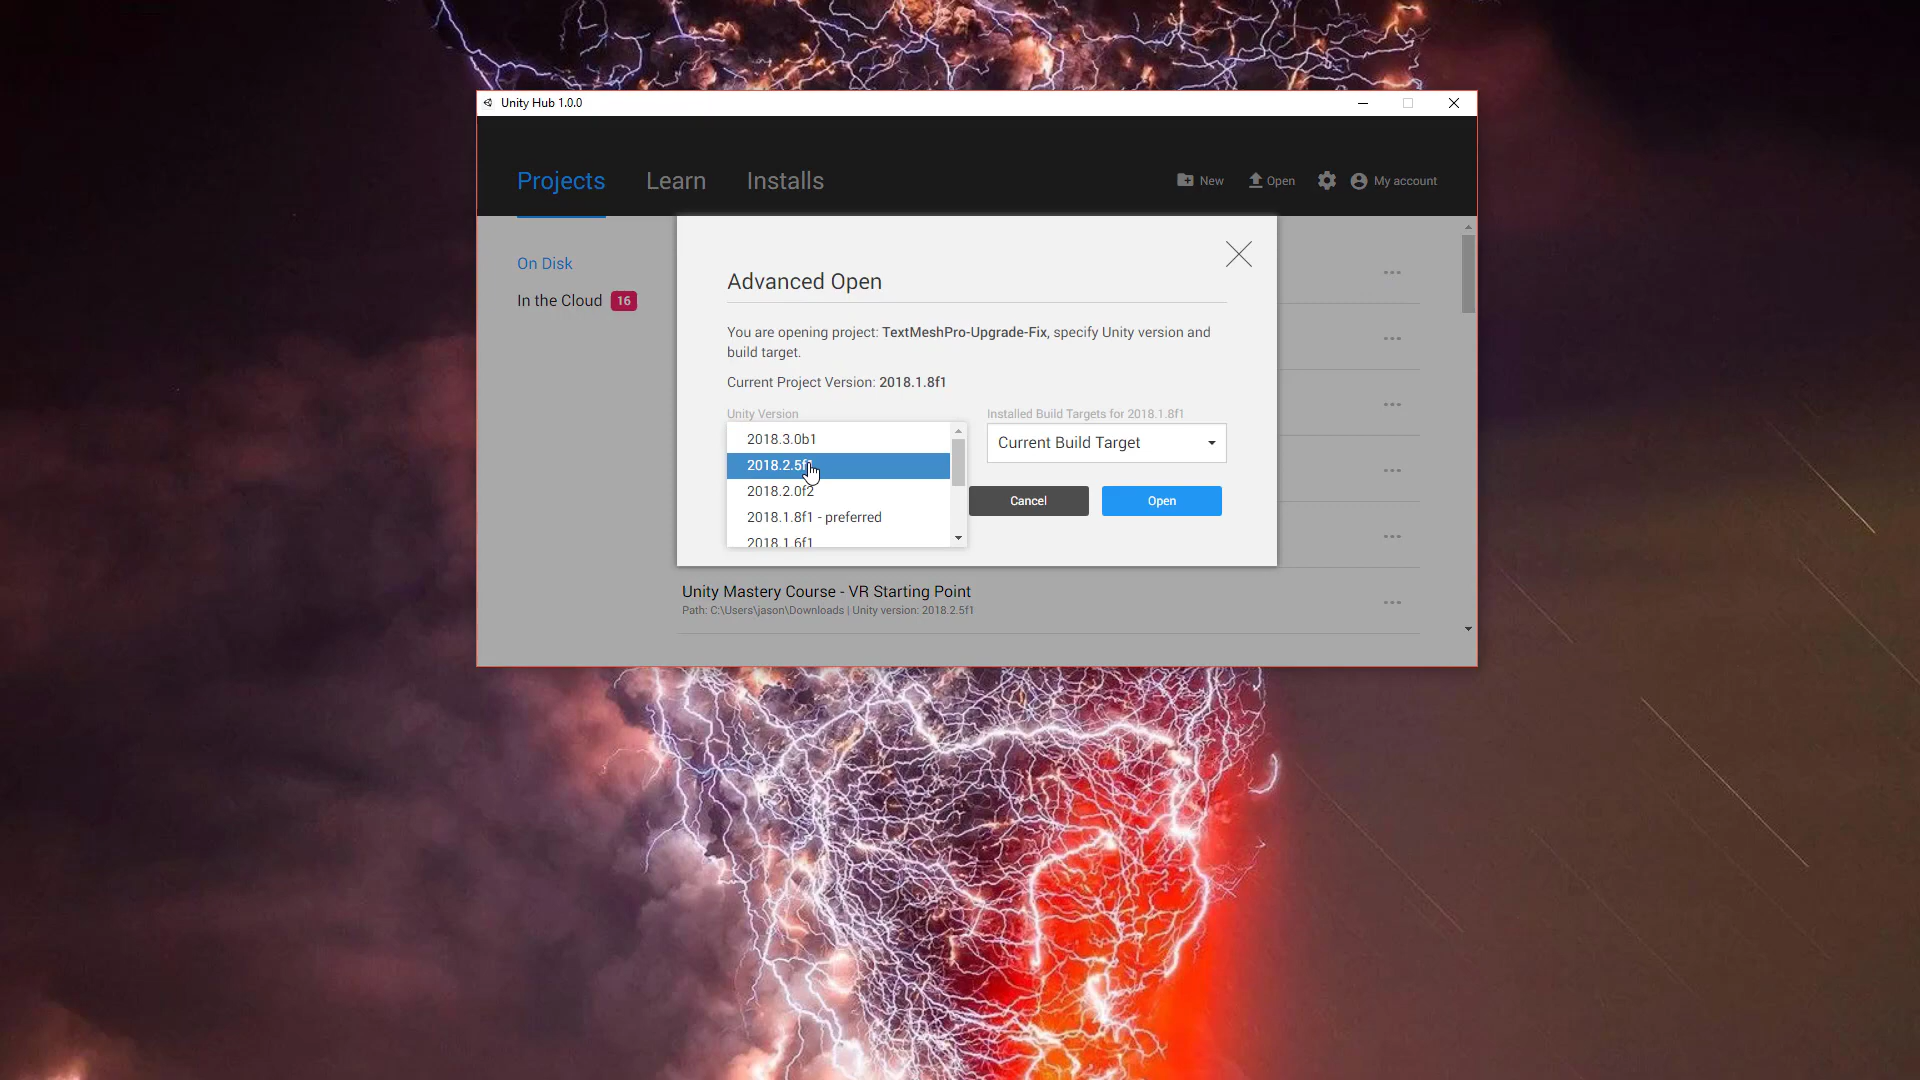 Unity Hub 1.0.0
Projects Learn Installs New Open My account
On Disk
In the Cloud 16
Advanced Open
You are opening project: TextMeshPro-Upgrade-Fix, specify Unity version and
build target.
Current Project Version: 2018.1.8f1
Unity Version
Installed Build Targets for 2018.1.8f1
2018.3.0b1
2018.2.5f1
2018.2.0f2
2018.1.8f1 - preferred
2018.1.6f1
Current Build Target
Cancel
Open
Unity Mastery Course - VR Starting Point
Path: C:\Users\jason\Downloads | Unity version: 2018.2.5f1